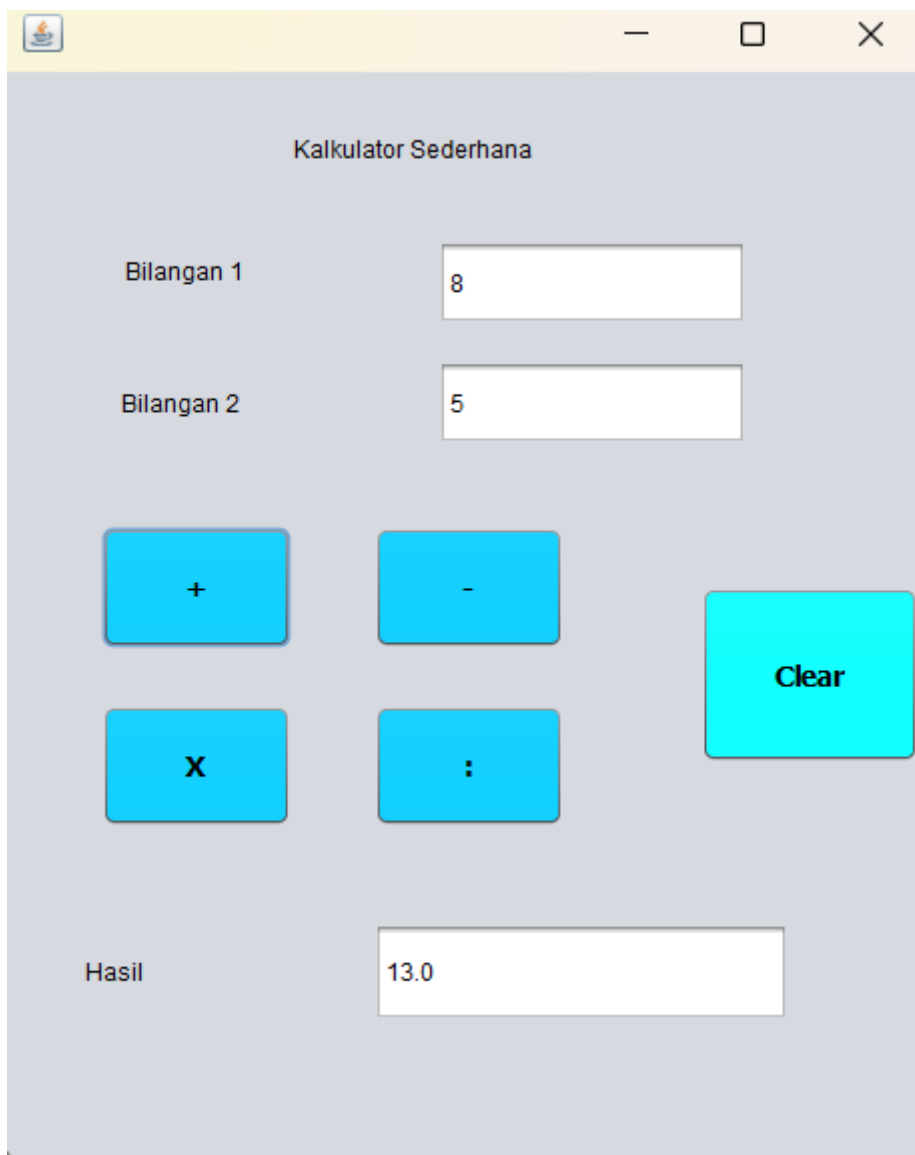 Kalkulator Sederhana
Bilangan 1
8
Bilangan 2
5
+
-
Clear
X
:
Hasil
13.0